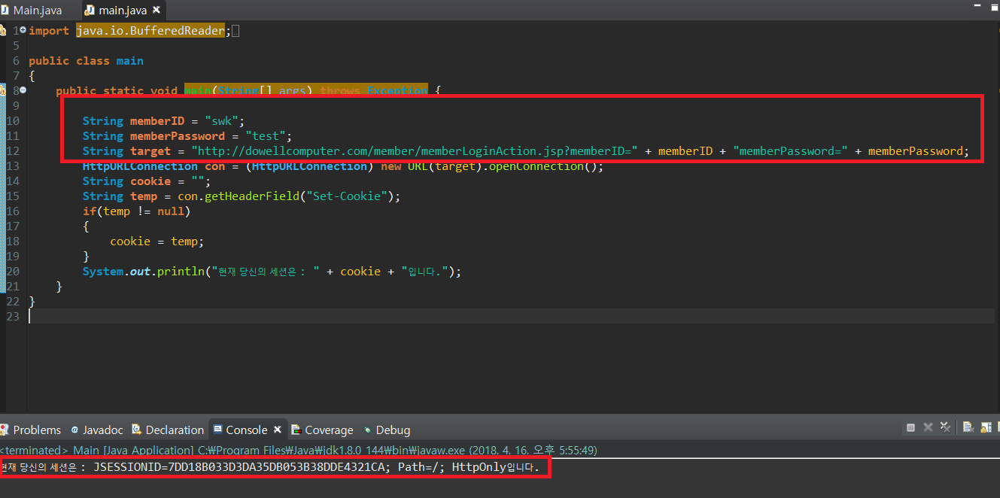 Main.java main.java
1 import java.io.BufferedReader;
5
6 public class main
7 {
8 public static void main(String[] args) throws Exception {
9
10 String memberID = "swk";
11 String memberPassword = "test";
12 String target = "http://dowellcomputer.com/member/memberLoginAction.jsp?memberID=" + memberID + "memberPassword=" + memberPassword;
13 HttpURLConnection con = (HttpURLConnection) new URL(target).openConnection();
14 String cookie = "";
15 String temp = con.getHeaderField("Set-Cookie");
16 if(temp != null)
17 {
18 cookie = temp;
19 }
20 System.out.println("현재 당신의 세션은 : " + cookie + "입니다.");
21 }
22 }
23
Problems @ Javadoc Declaration Console Coverage Debug
<terminated> Main [Java Application] C:₩Program Files₩Java₩jdk1.8.0_144₩bin₩javaw.exe (2018. 4. 16. 오후 5:55:49)
현재 당신의 세션은 : JSESSIONID=7DD18B033D3DA35DB053B38DDE4321CA; Path=/; HttpOnly입니다.